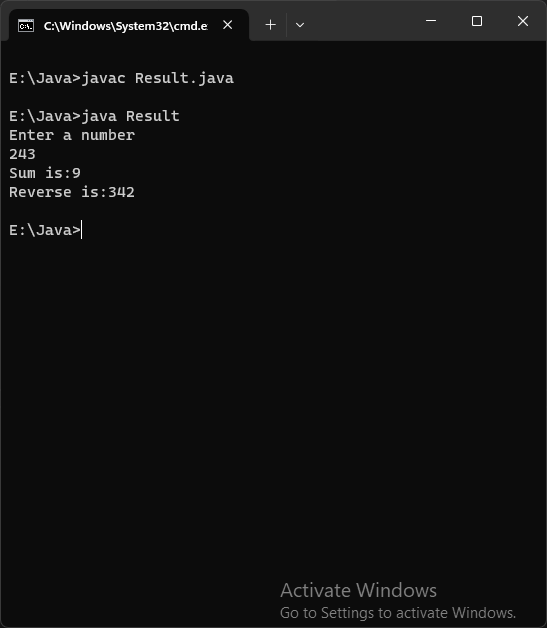 C:\Windows\System32\cmd.e
E:\Java>javac Result.java
E:\Java>java Result
Enter a number
243
Sum is:9
Reverse is:342
E:\Java>
Activate Windows
Go to Settings to activate Windows.